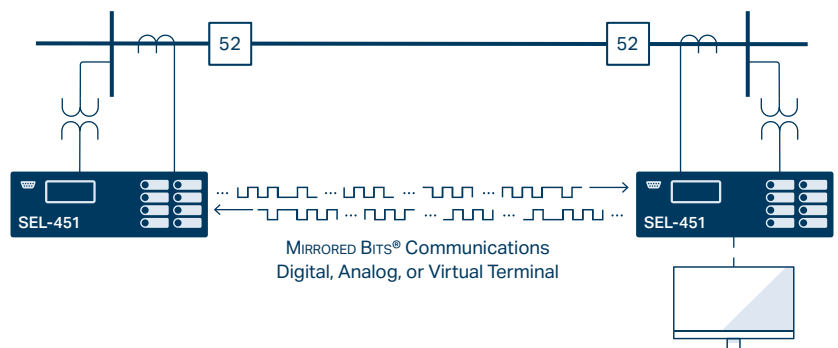 52
52
SEL-451
SEL-451
MIRRORED BITS® Communications
Digital, Analog, or Virtual Terminal